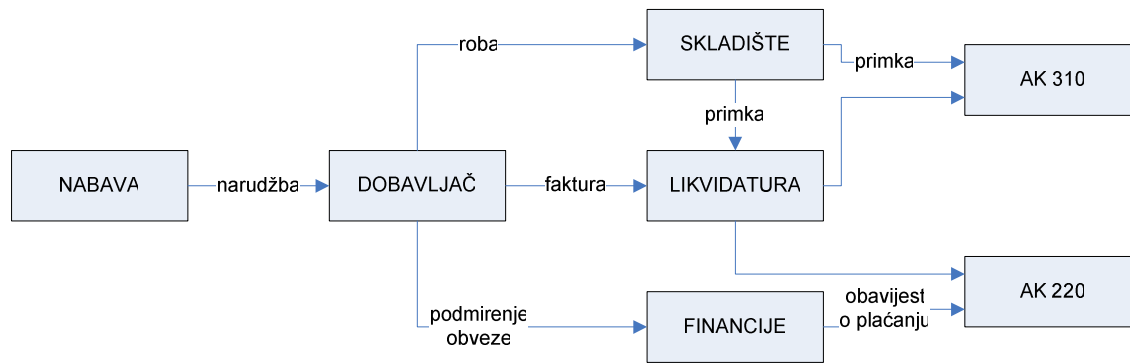 roba
SKLADIŠTE
primka
AK 310
primka
NABAVA
narudžba
DOBAVLJAČ
faktura
LIKVIDATURA
podmirenje
obveze
FINANCIJE
obavijest
o plaćanju
AK 220